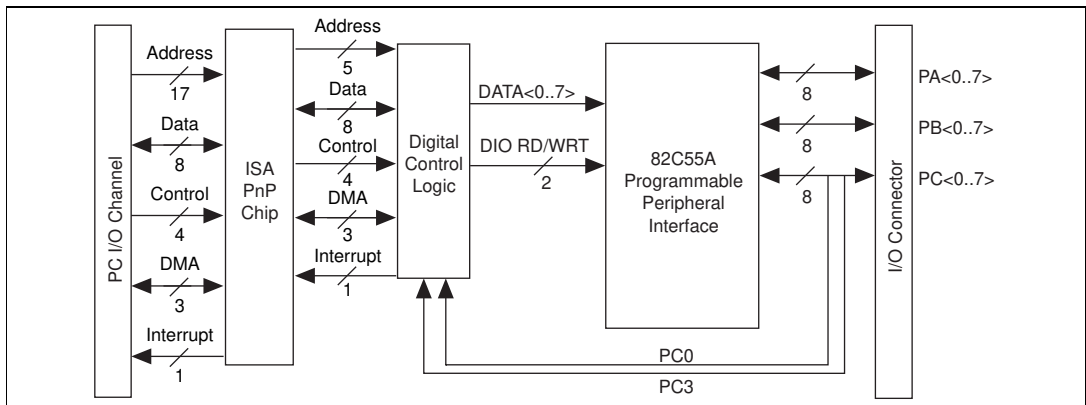 PC I/O Channel
Address
17
Data
8
Control
4
DMA
3
Interrupt
1
ISA
PnP
Chip
Address
5
Data
8
Control
4
DMA
3
Interrupt
1
Digital
Control
Logic
DATA<0..7>
DIO RD/WRT
2
82C55A
Programmable
Peripheral
Interface
8
8
8
PC0
PC3
I/O Connector
PA<0..7>
PB<0..7>
PC<0..7>